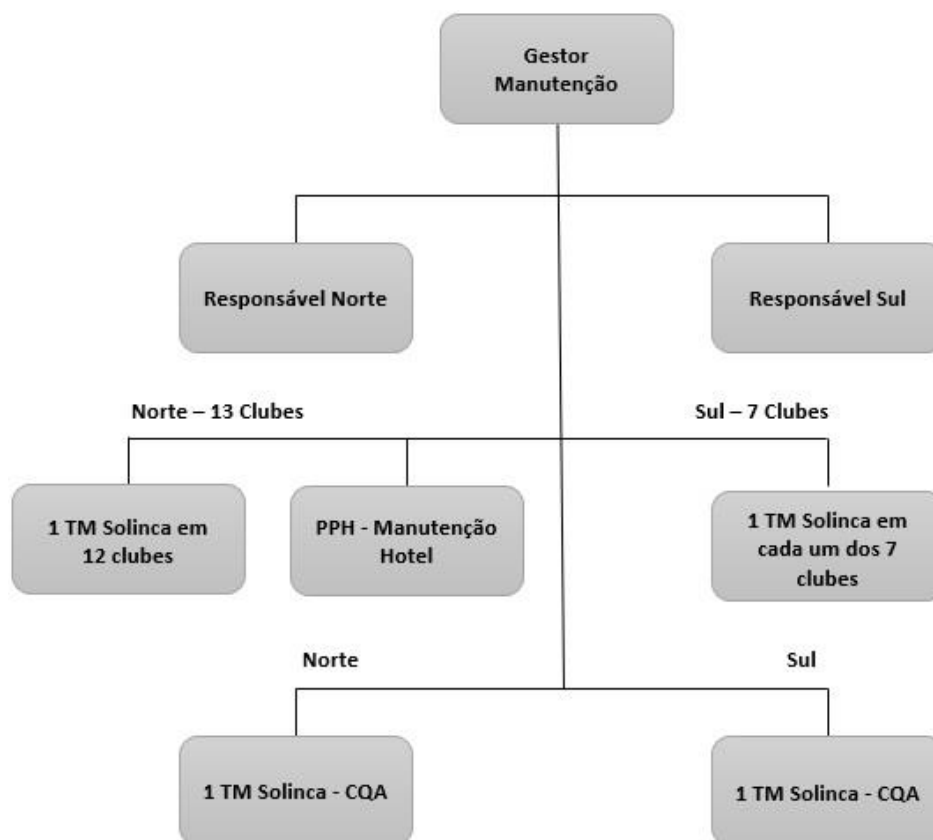 Gestor
Manutenção
Responsável Norte
Responsável Sul
Norte – 13 Clubes
Sul – 7 Clubes
1 TM Solinca em
12 clubes
PPH - Manutenção
Hotel
1 TM Solinca em
cada um dos 7
clubes
Norte
Sul
1 TM Solinca - CQA
1 TM Solinca - CQA